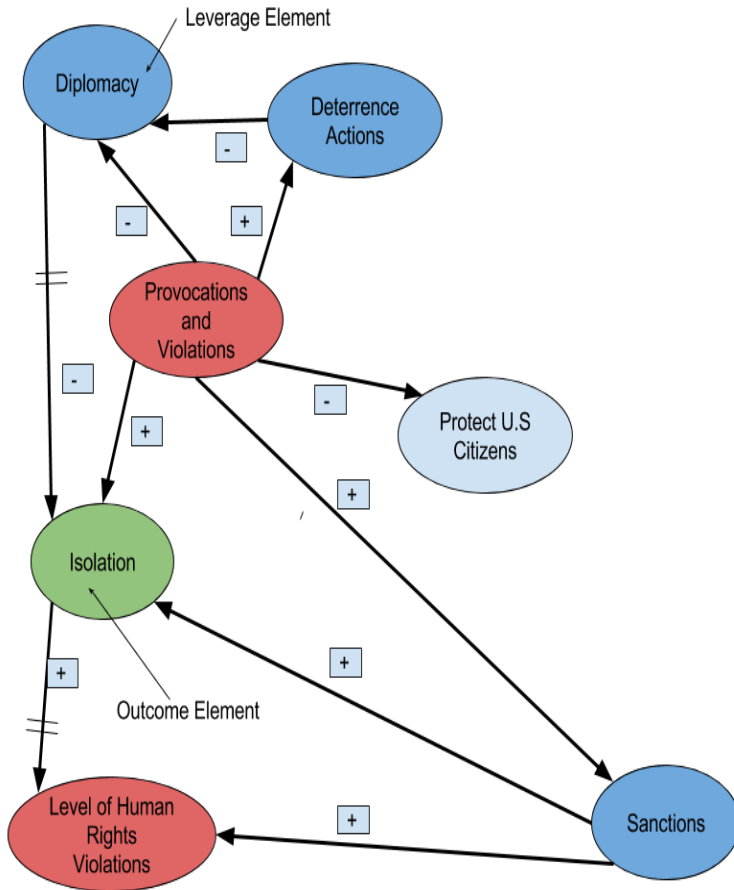 Leverage Element
Diplomacy
Deterrence
Actions
-
-
+
Provocations
and
Violations
-
-
+
Protect U.S
Citizens
+
Isolation
+
+
Outcome Element
Level of Human
Rights
Violations
+
Sanctions